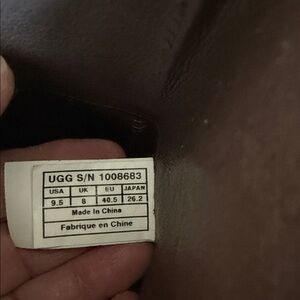 UGG S/N 1008683
USA UK EU JAPAN
9.5 8 40.5 26.2
Made In China
Fabrique en Chine